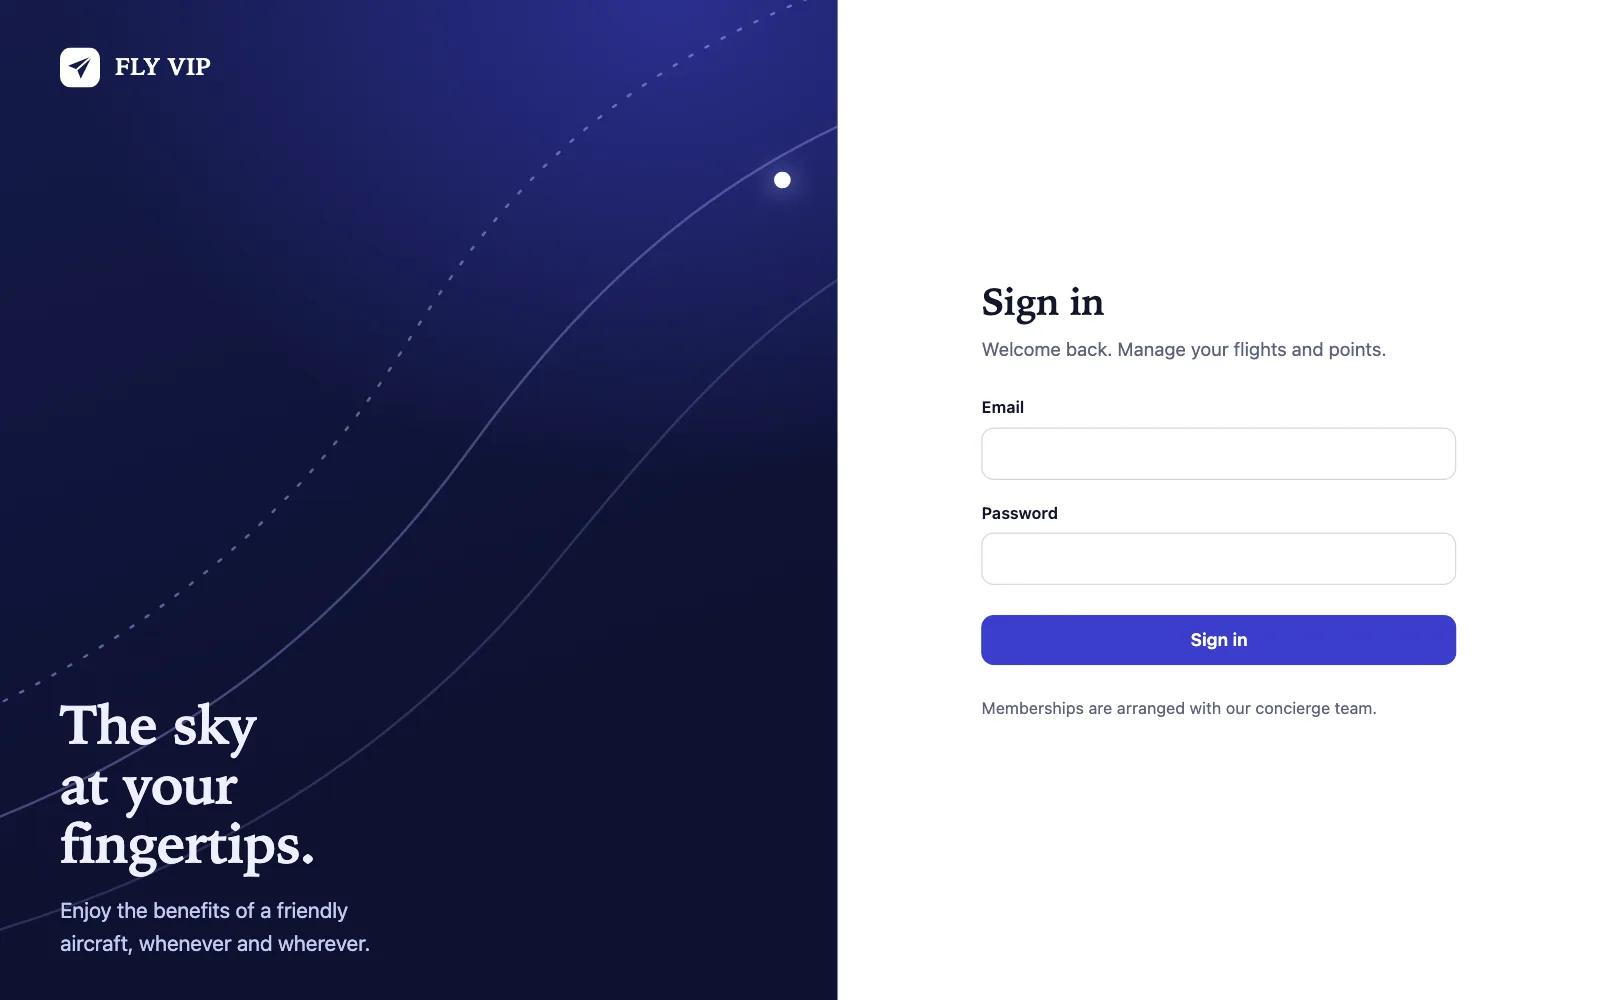 FLY VIP
The sky
at your
fingertips.
Enjoy the benefits of a friendly
aircraft, whenever and wherever.
Sign in
Welcome back. Manage your flights and points.
Email
Password
Sign in
Memberships are arranged with our concierge team.